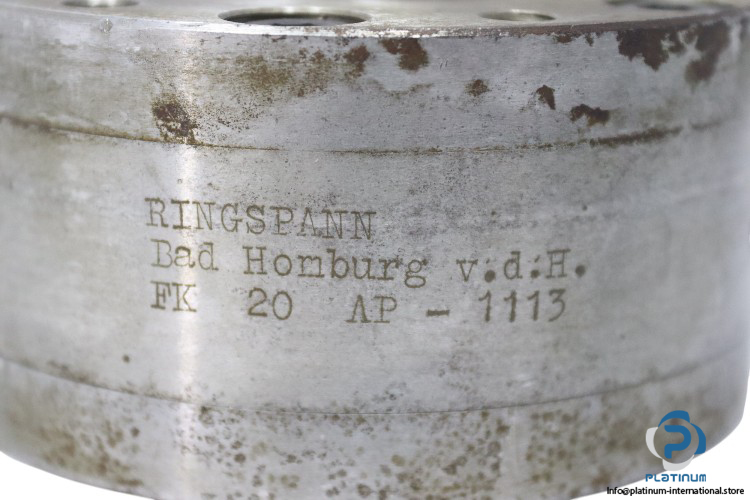 RINGSPANN
Bad Homburg v.d.H.
FK 20 AP - 1113
PLATINUM
Info@platinum-international.store